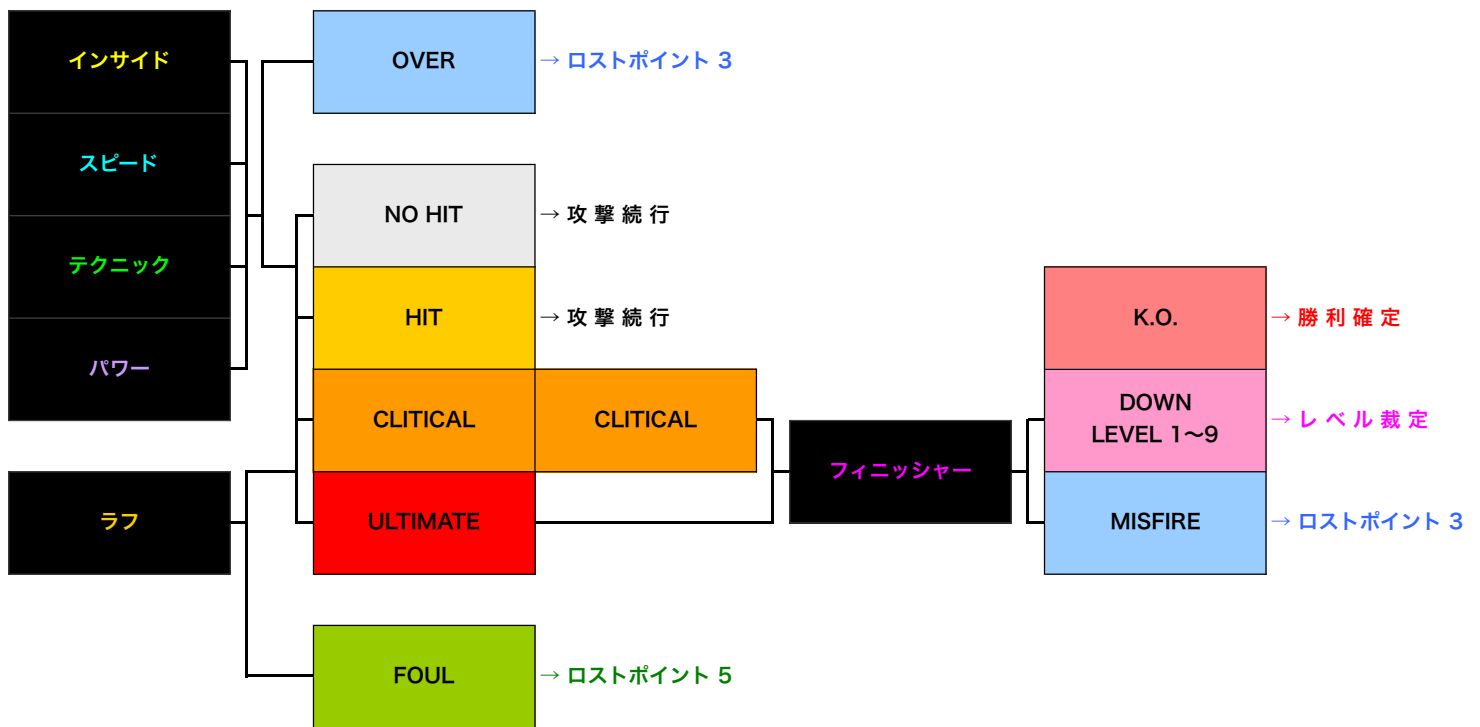 インサイド
スピード
テクニック
パワー
ラフ
OVER
→ ロストポイント 3
NO HIT
→ 攻 撃 続 行
HIT
→ 攻 撃 続 行
CLITICAL
CLITICAL
ULTIMATE
FOUL
→ ロストポイント 5
フィニッシャー
K.O.
→ 勝 利 確 定
DOWN
LEVEL 1〜9
→ レ ベ ル 裁 定
MISFIRE
→ ロストポイント 3